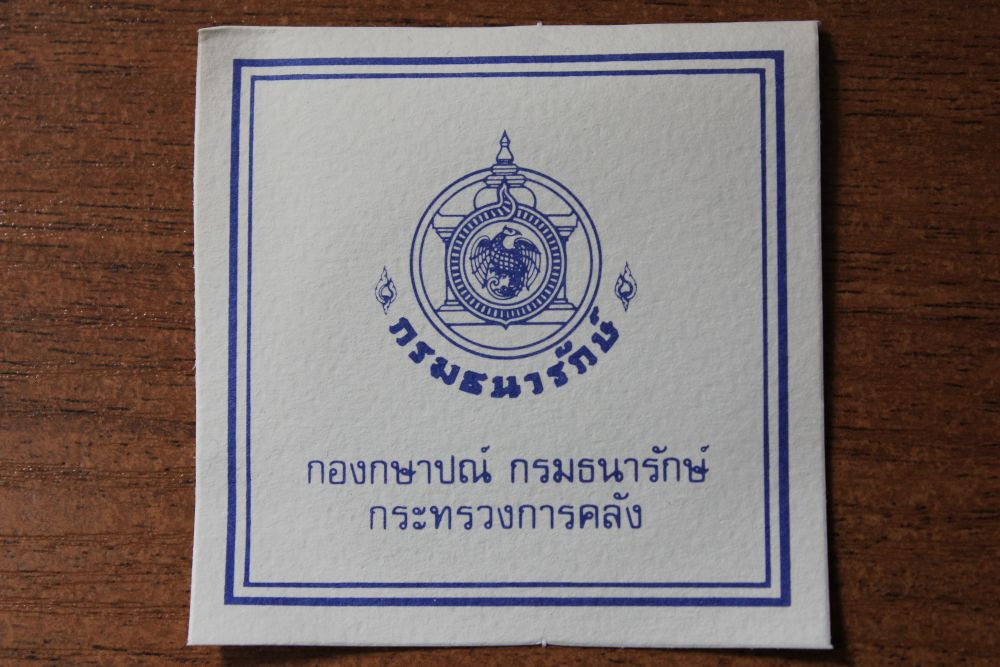 กรมธนารักษ์
กองกษาปณ์ กรมธนารักษ์
กระทรวงการคลัง